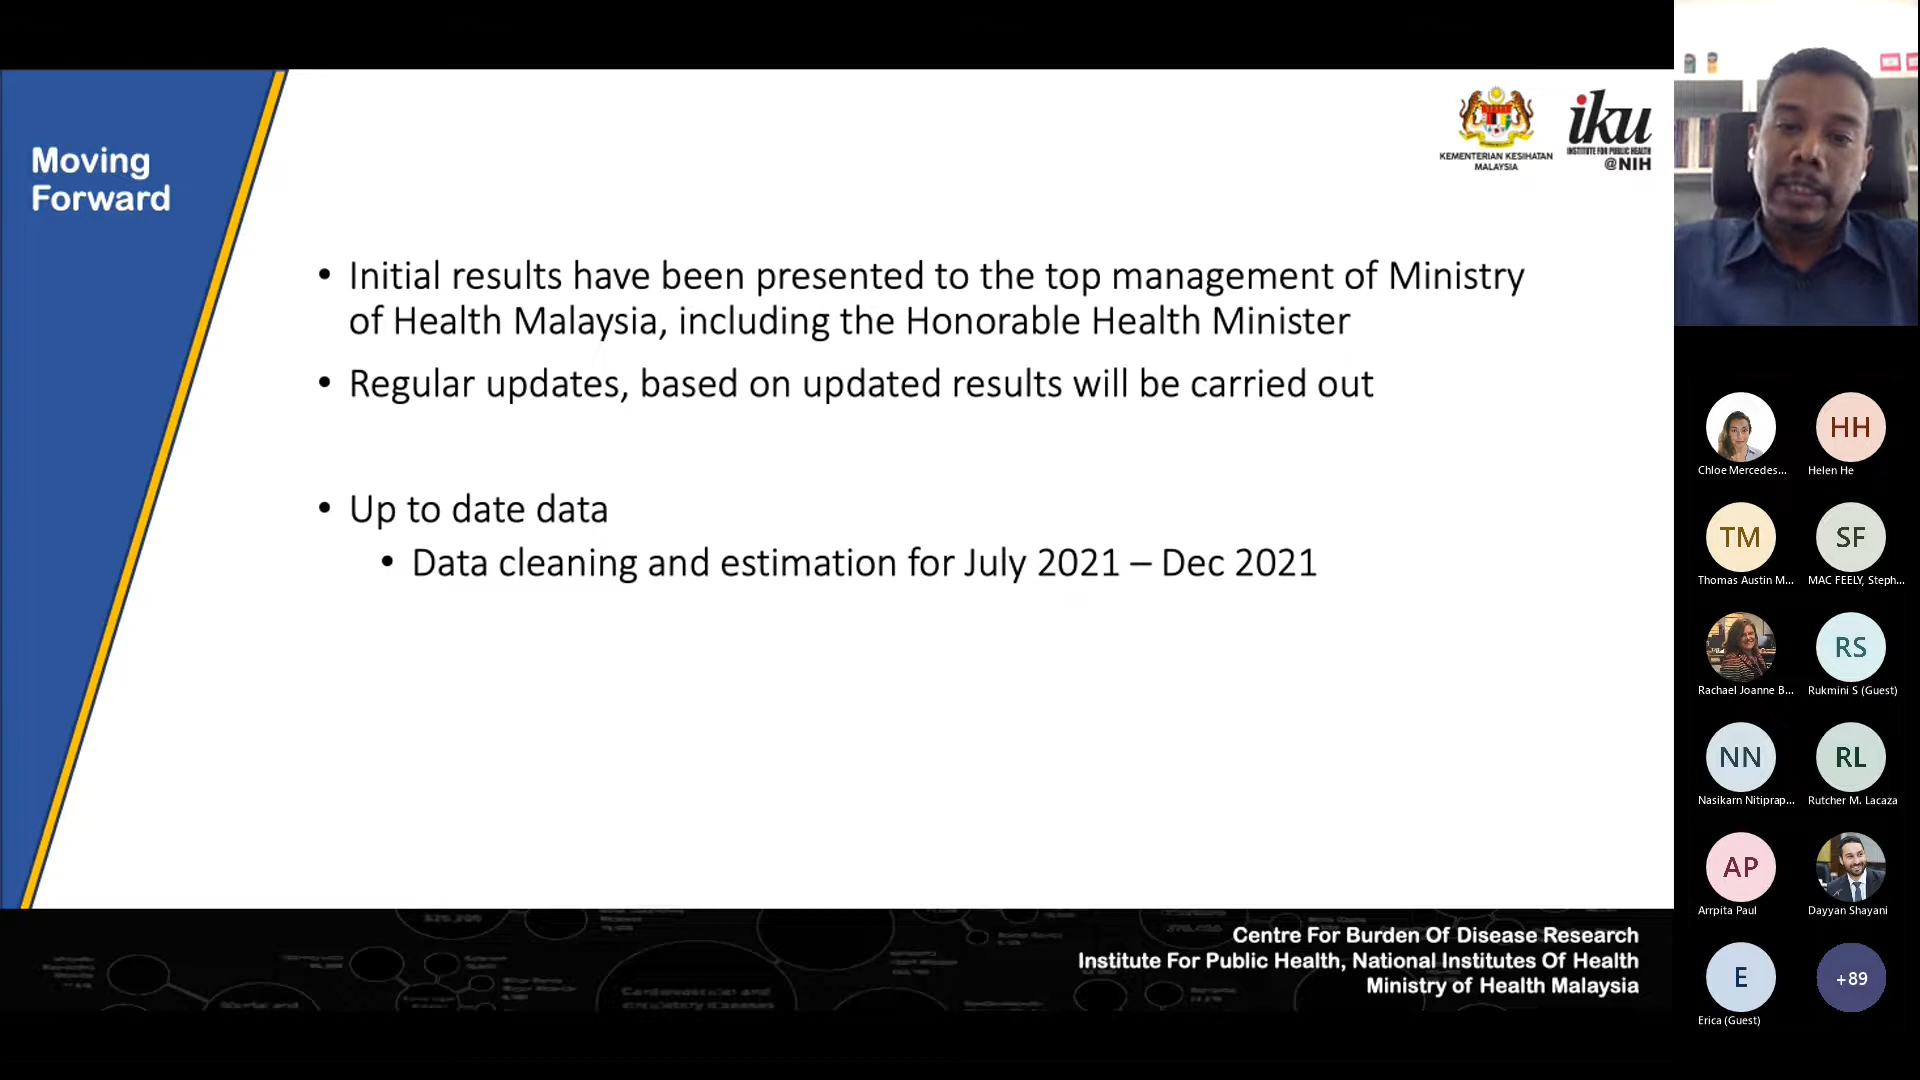 Moving
Forward
KEMENTERIAN KESIHATAN
MALAYSIA
iku
INSTITUTE FOR PUBLIC HEALTH
@NIH
• Initial results have been presented to the top management of Ministry
of Health Malaysia, including the Honorable Health Minister
• Regular updates, based on updated results will be carried out
• Up to date data
• Data cleaning and estimation for July 2021 – Dec 2021
Centre For Burden Of Disease Research
Institute For Public Health, National Institutes Of Health
Ministry of Health Malaysia
Cardiovascular and
circulatory diseases
HH
Chloe Mercedes...
Helen He
TM
SF
Thomas Austin M...
MAC FEELY, Steph...
RS
Rachael Joanne B...
Rukmini S (Guest)
NN
RL
Nasikarn Nitiprap...
Rutcher M. Lacaza
AP
Arrpita Paul
Dayyan Shayani
E
+89
Erica (Guest)